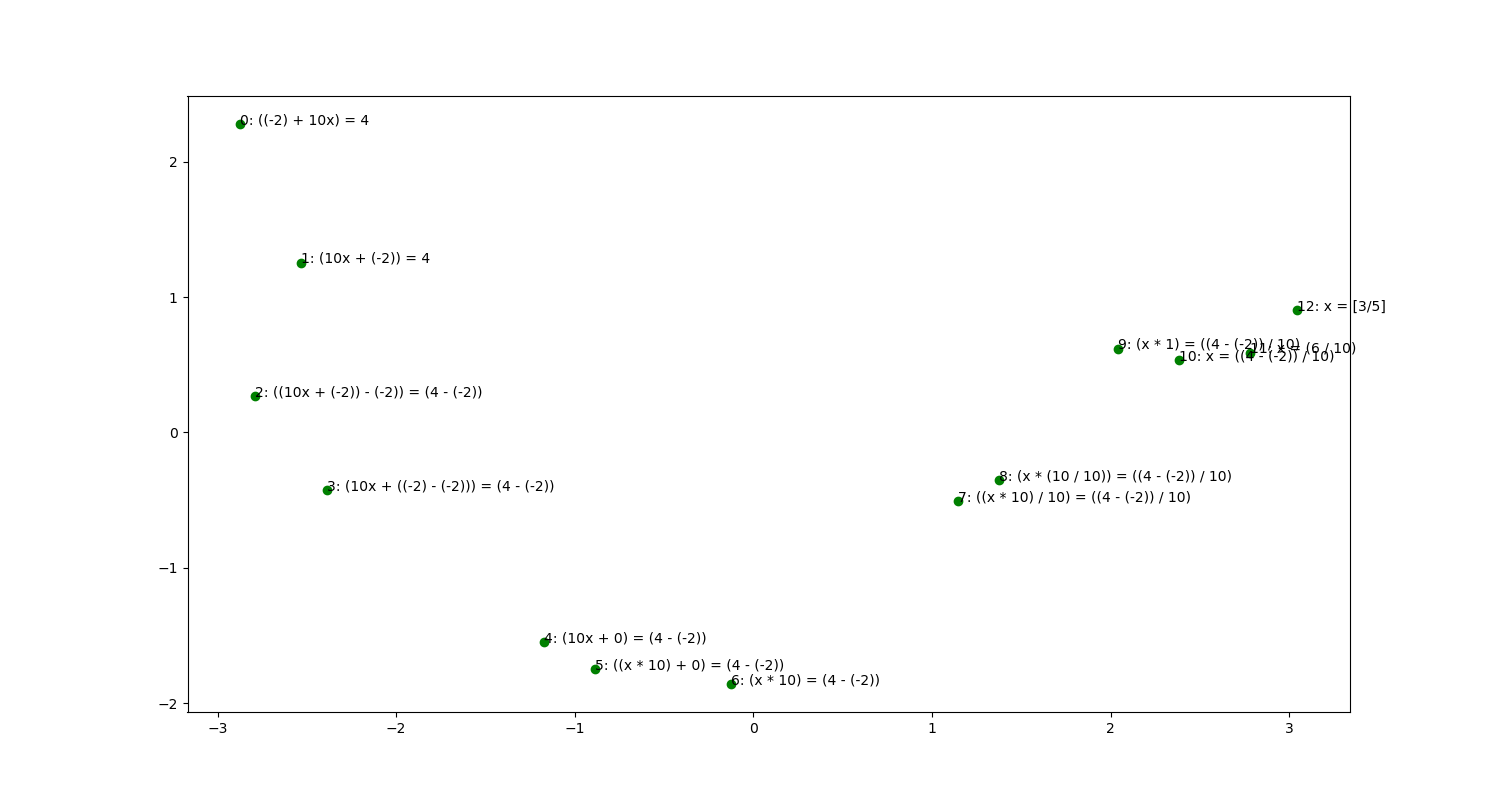 0: ((-2) + 10x) = 4
2
1: (10x + (-2)) = 4
1
12: x = [3/5]
9: (x * 1) = ((4 - (-2)) / 10)
11: x = (6 / 10)
10: x = ((4 - (-2)) / 10)
2: ((10x + (-2)) - (-2)) = (4 - (-2))
0
8: (x * (10 / 10)) = ((4 - (-2)) / 10)
3: (10x + ((-2) - (-2))) = (4 - (-2))
7: ((x * 10) / 10) = ((4 - (-2)) / 10)
−1
4: (10x + 0) = (4 - (-2))
5: ((x * 10) + 0) = (4 - (-2))
6: (x * 10) = (4 - (-2))
−2
−3 −2 −1 0 1 2 3